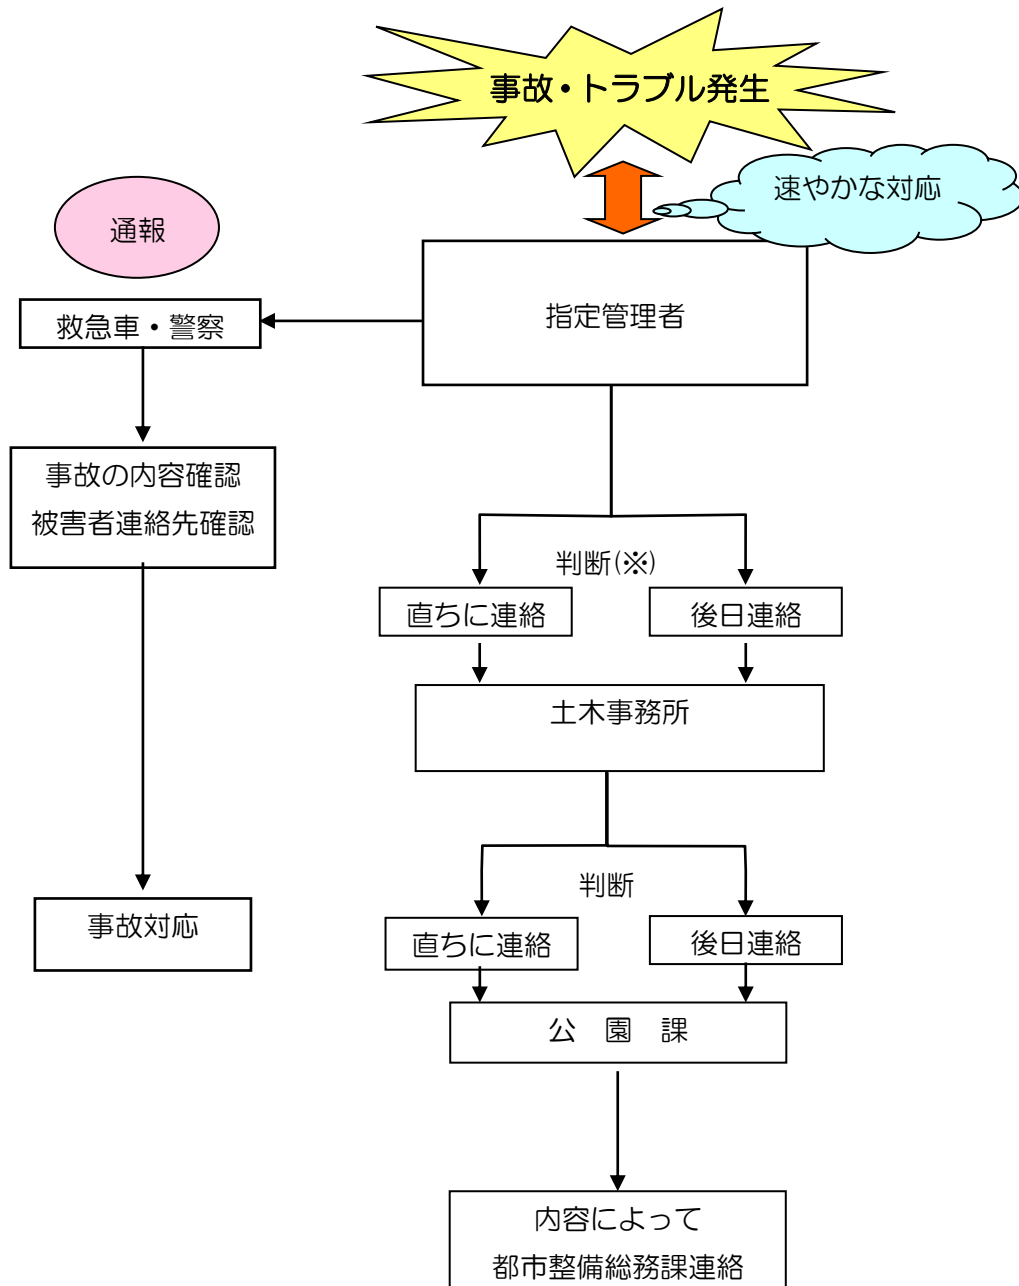 事故・トラブル発生
速やかな対応
通報
指定管理者
救急車・警察
事故の内容確認
被害者連絡先確認
判断(※)
直ちに連絡
後日連絡
土木事務所
判断
事故対応
直ちに連絡
後日連絡
公　園　課
内容によって
都市整備総務課連絡